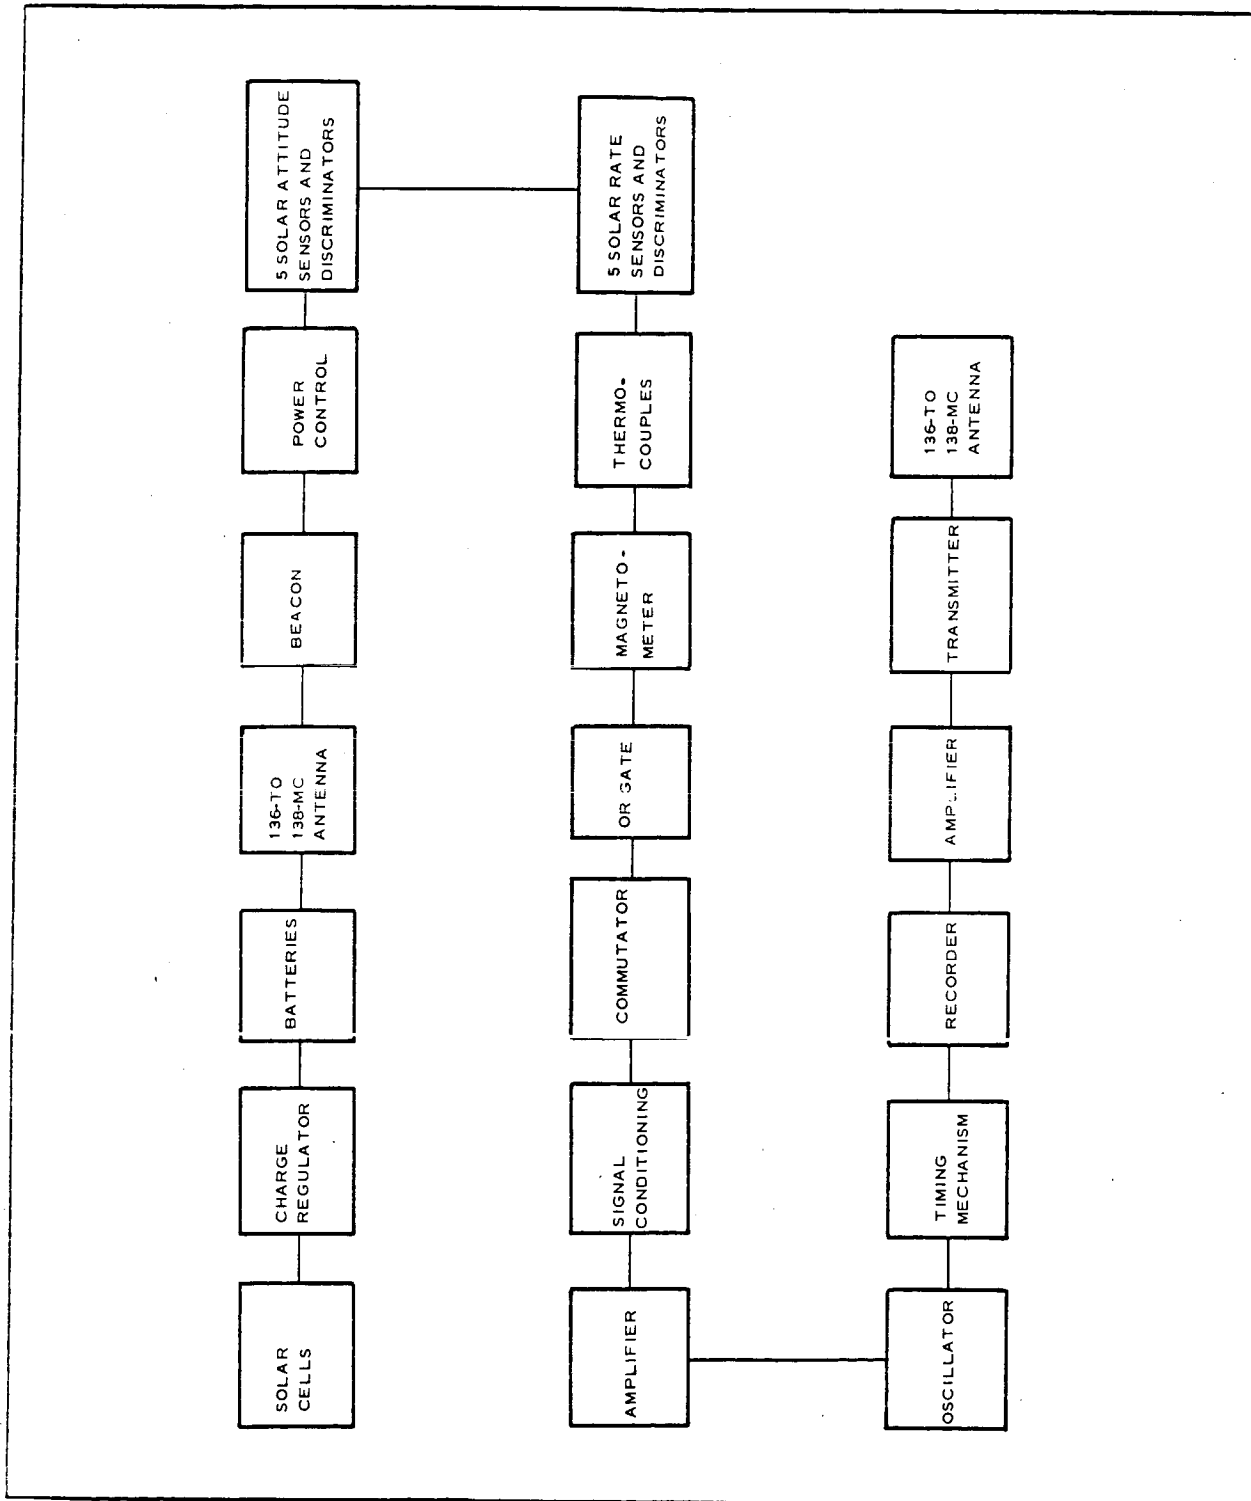 SOLAR
CELLS
CHARGE
REGULATOR
BATTERIES
136-TO
138-MC
ANTENNA
BEACON
POWER
CONTROL
5 SOLAR ATTITUDE
SENSORS AND
DISCRIMINATORS
5 SOLAR RATE
SENSORS AND
DISCRIMINATORS
THERMO-
COUPLES
MAGNETO-
METER
OR GATE
COMMUTATOR
SIGNAL
CONDITIONING
AMPLIFIER
OSCILLATOR
TIMING
MECHANISM
RECORDER
AMPLIFIER
TRANSMITTER
136-TO
138-MC
ANTENNA